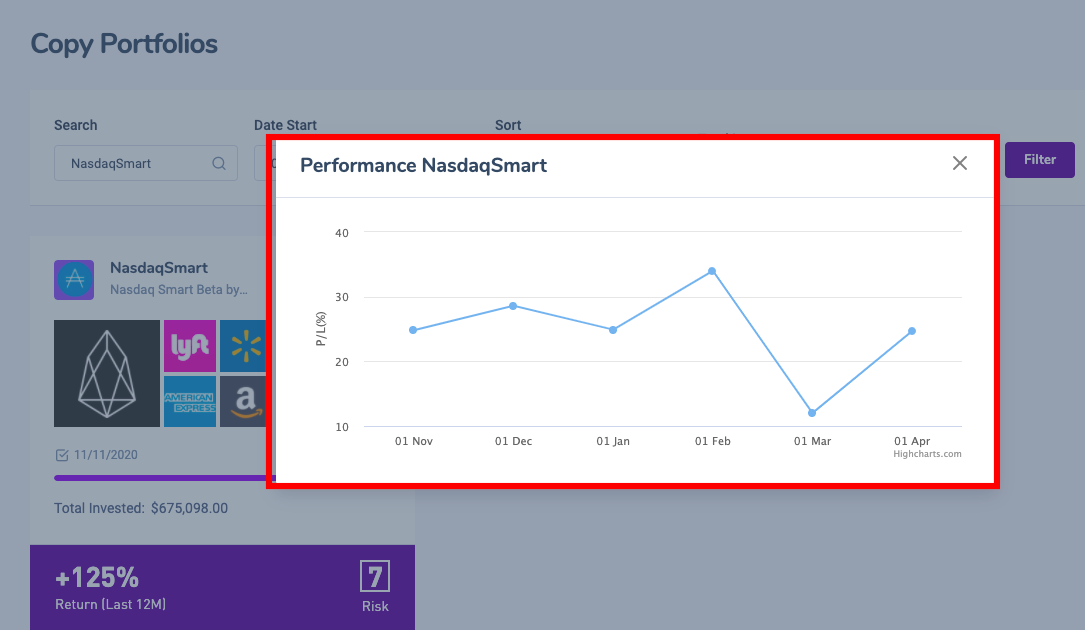 Copy Portfolios
Search
Date Start
Sort
NasdaqSmart
Filter
Performance NasdaqSmart
40
30
20
10
P/L(%)
01 Nov
01 Dec
01 Jan
01 Feb
01 Mar
01 Apr
Highcharts.com
NasdaqSmart
Nasdaq Smart Beta by...
lyft
AMERICAN
EXPRESS
a
11/11/2020
Total Invested: $675,098.00
+125%
Return (Last 12M)
7
Risk